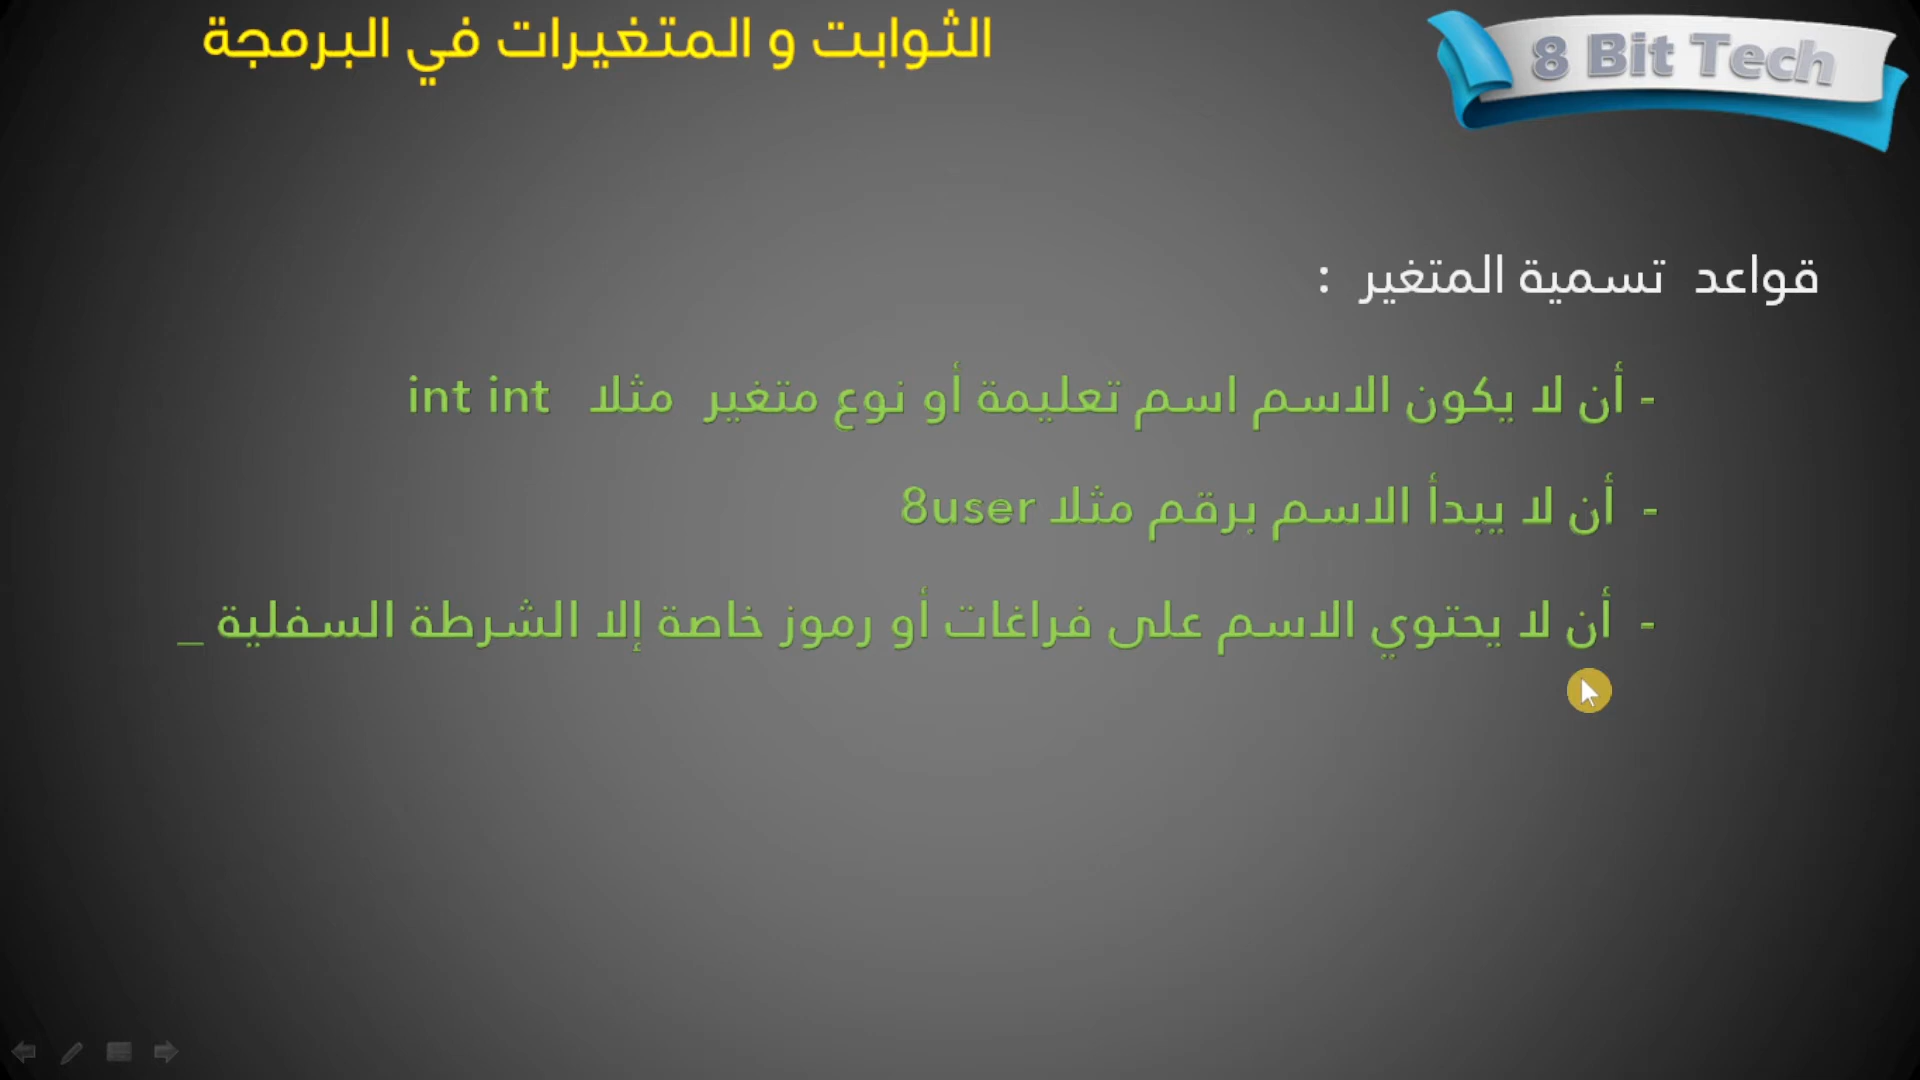 الثوابت و المتغيرات في البرمجة
8 Bit Tech
قواعد تسمية المتغير :
- أن لا يكون الاسم اسم تعليمة أو نوع متغير مثلا int int
- أن لا يبدأ الاسم برقم مثلا 8user
- أن لا يحتوي الاسم على فراغات أو رموز خاصة إلا الشرطة السفلية _